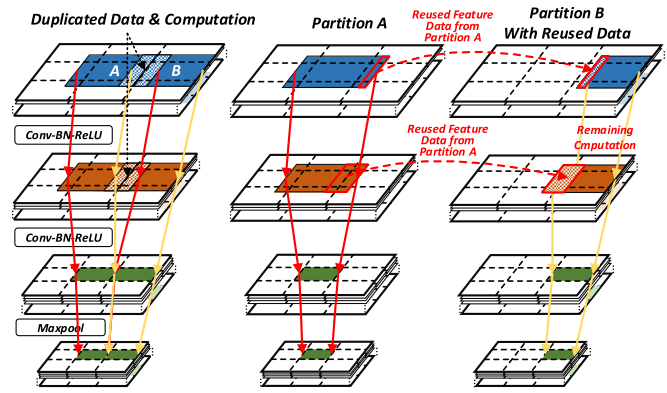 Duplicated Data & Computation
A
B
Conv-BN-ReLU
Conv-BN-ReLU
Maxpool
Partition A
Reused Feature
Data from
Partition A
Reused Feature
Data from
Partition A
Partition B
With Reused Data
Remaining
Cmputation